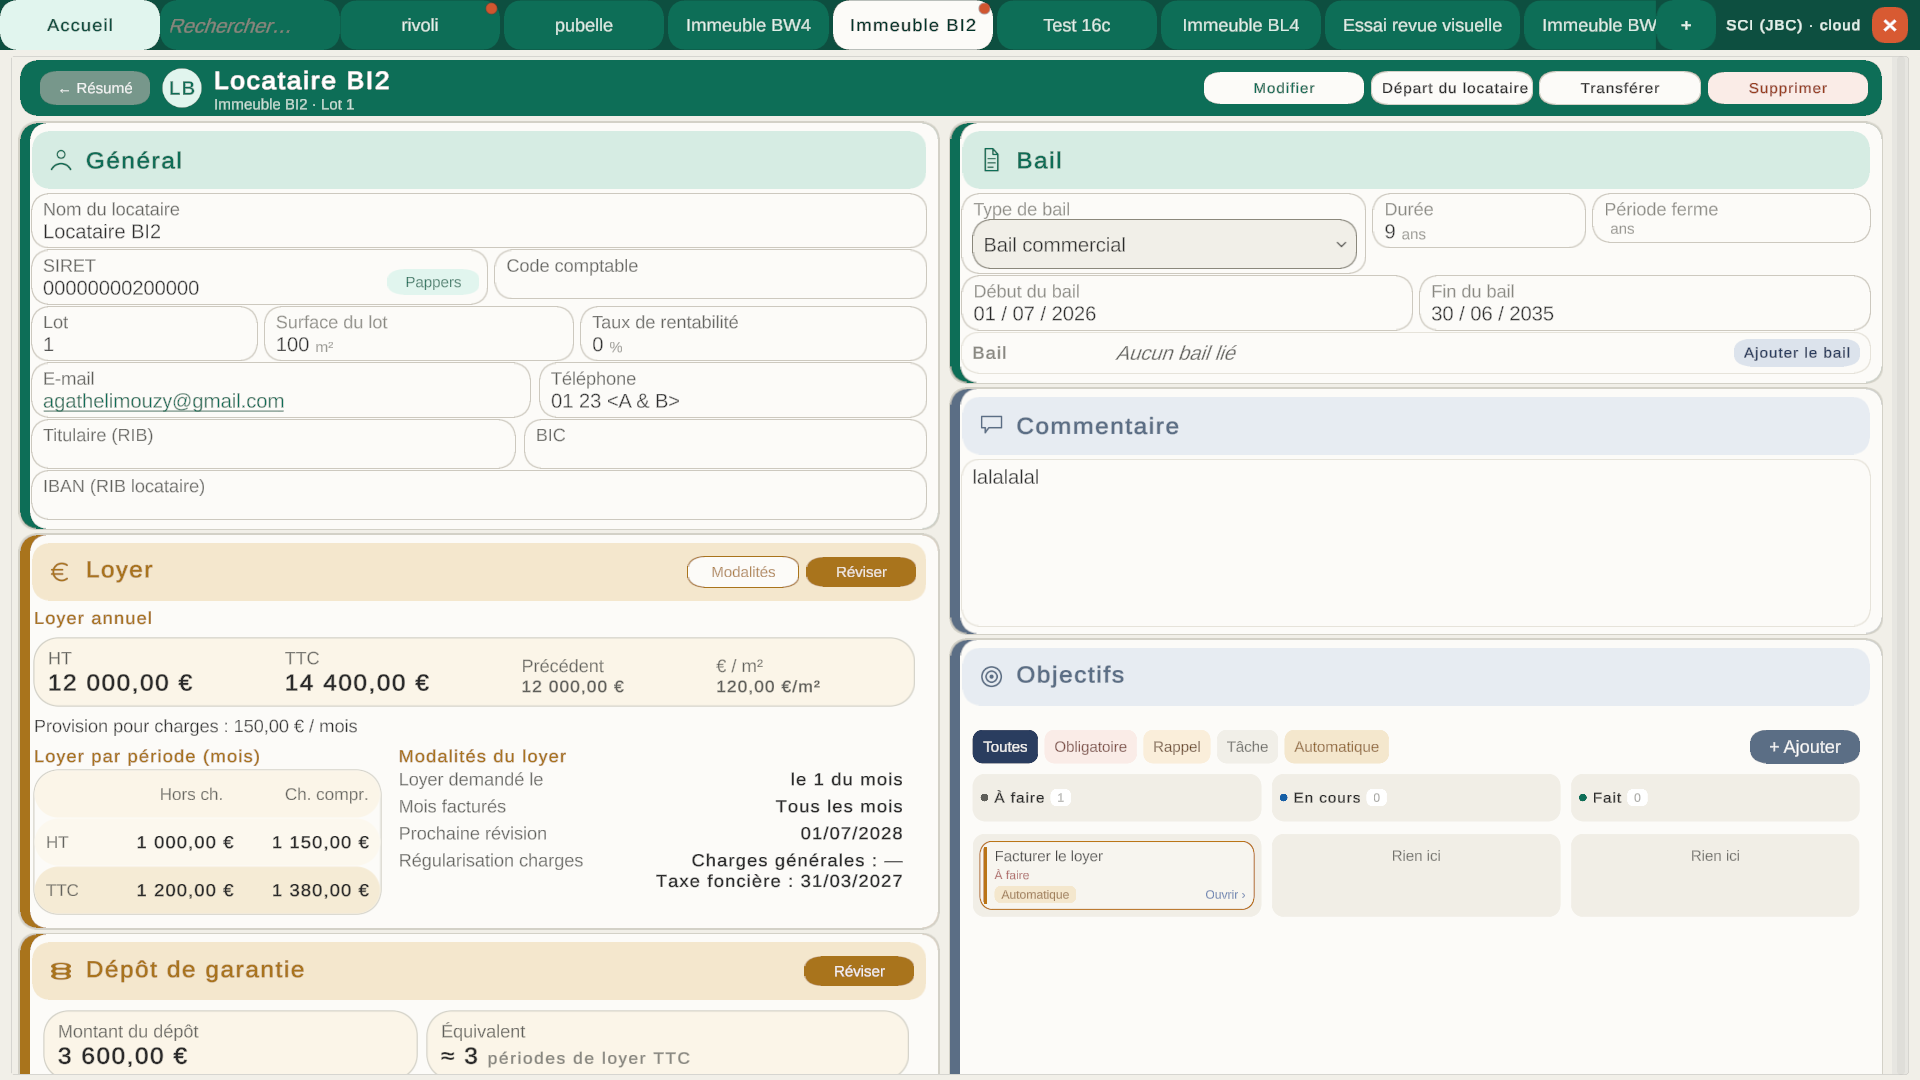 Accueil
Rechercher…
rivoli
pubelle
Immeuble BW4
Immeuble BI2
Test 16c
Immeuble BL4
Essai revue visuelle
Immeuble BW
+
SCI (JBC) · cloud
×
← Résumé
LB
Locataire BI2
Immeuble BI2 · Lot 1
Modifier
Départ du locataire
Transférer
Supprimer
Général
Nom du locataire
Locataire BI2
SIRET
00000000200000
Pappers
Code comptable
Lot
1
Surface du lot
100 m²
Taux de rentabilité
0 %
E-mail
agathelimouzy@gmail.com
Téléphone
01 23 <A & B>
Titulaire (RIB)
BIC
IBAN (RIB locataire)
Loyer
Modalités
Réviser
Loyer annuel
HT
12 000,00 €
TTC
14 400,00 €
Précédent
12 000,00 €
€ / m²
120,00 €/m²
Provision pour charges : 150,00 € / mois
Loyer par période (mois)
Hors ch.
Ch. compr.
HT
1 000,00 €
1 150,00 €
TTC
1 200,00 €
1 380,00 €
Modalités du loyer
Loyer demandé le
le 1 du mois
Mois facturés
Tous les mois
Prochaine révision
01/07/2028
Régularisation charges
Charges générales : —
Taxe foncière : 31/03/2027
Dépôt de garantie
Réviser
Montant du dépôt
3 600,00 €
Équivalent
≈ 3 périodes de loyer TTC
Bail
Type de bail
Bail commercial
Durée
9 ans
Période ferme
ans
Début du bail
01 / 07 / 2026
Fin du bail
30 / 06 / 2035
Bail
Aucun bail lié
Ajouter le bail
Commentaire
lalalalal
Objectifs
Toutes
Obligatoire
Rappel
Tâche
Automatique
+ Ajouter
À faire 1
En cours 0
Fait 0
Facturer le loyer
À faire
Automatique
Ouvrir ›
Rien ici
Rien ici